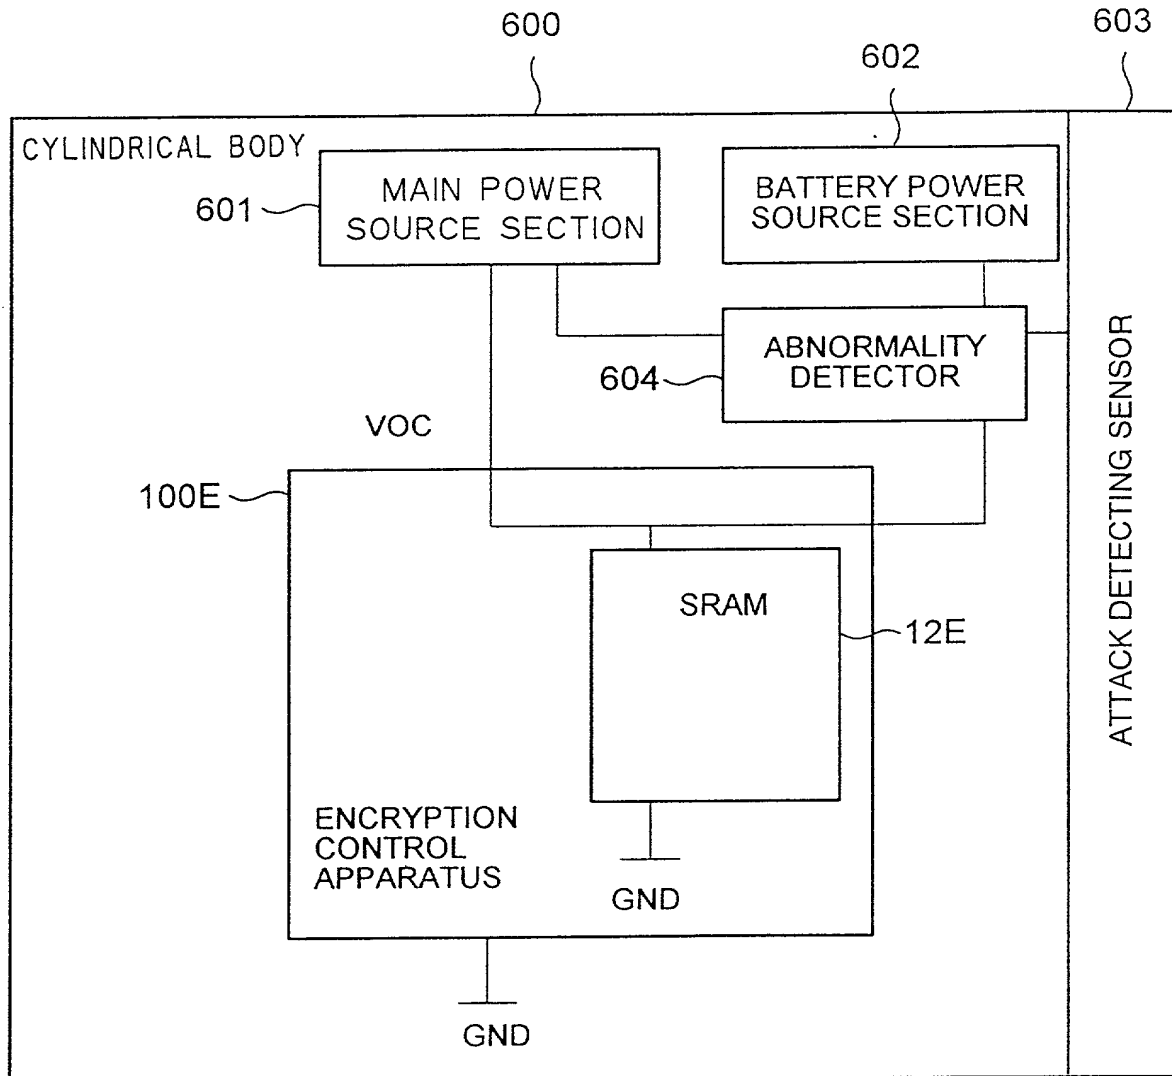 600
603
602
CYLINDRICAL BODY
MAIN POWER
SOURCE SECTION
601
BATTERY POWER
SOURCE SECTION
ABNORMALITY
DETECTOR
604
ATTACK DETECTING SENSOR
VOC
100E
SRAM
12E
ENCRYPTION
CONTROL
APPARATUS
GND
GND